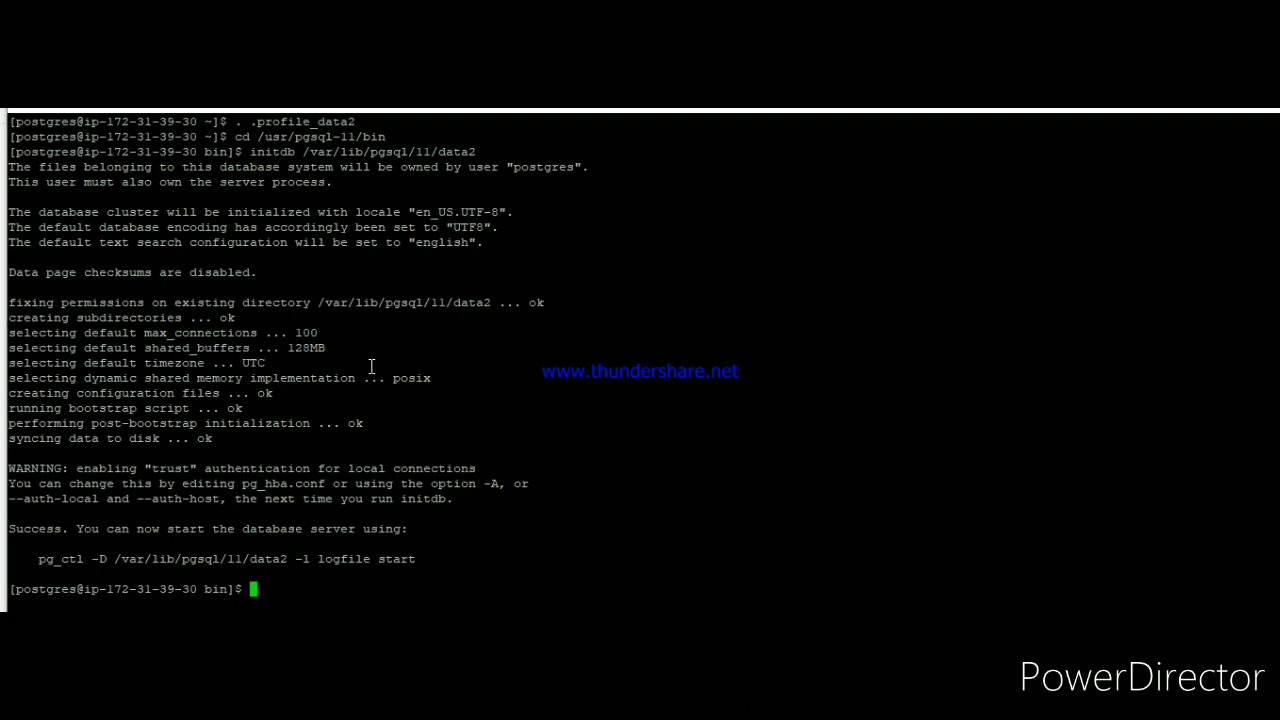 [postgres@ip-172-31-39-30 ~]$ . .profile_data2
[postgres@ip-172-31-39-30 ~]$ cd /usr/pgsql-11/bin
[postgres@ip-172-31-39-30 bin]$ initdb /var/lib/pgsql/11/data2
The files belonging to this database system will be owned by user "postgres".
This user must also own the server process.
The database cluster will be initialized with locale "en_US.UTF-8".
The default database encoding has accordingly been set to "UTF8".
The default text search configuration will be set to "english".
Data page checksums are disabled.
fixing permissions on existing directory /var/lib/pgsql/11/data2 ... ok
creating subdirectories ... ok
selecting default max_connections ... 100
selecting default shared_buffers ... 128MB
selecting default timezone ... UTC
www.thundershare.net
selecting dynamic shared memory implementation ... posix
creating configuration files ... ok
running bootstrap script ... ok
performing post-bootstrap initialization ... ok
syncing data to disk ... ok
WARNING: enabling "trust" authentication for local connections
You can change this by editing pg_hba.conf or using the option -A, or
--auth-local and --auth-host, the next time you run initdb.
Success. You can now start the database server using:
pg_ctl -D /var/lib/pgsql/11/data2 -l logfile start
[postgres@ip-172-31-39-30 bin]$
PowerDirector